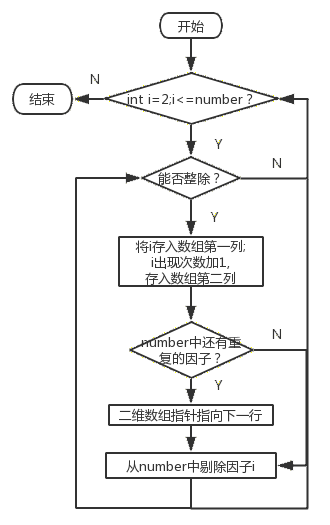 开始
N
int i=2;i<=number？
结束
Y
能否整除？
N
Y
将i存入数组第一列;
i出现次数加1,
存入数组第二列
number中还有重
复的因子？
N
Y
二维数组指针指向下一行
从number中剔除因子i